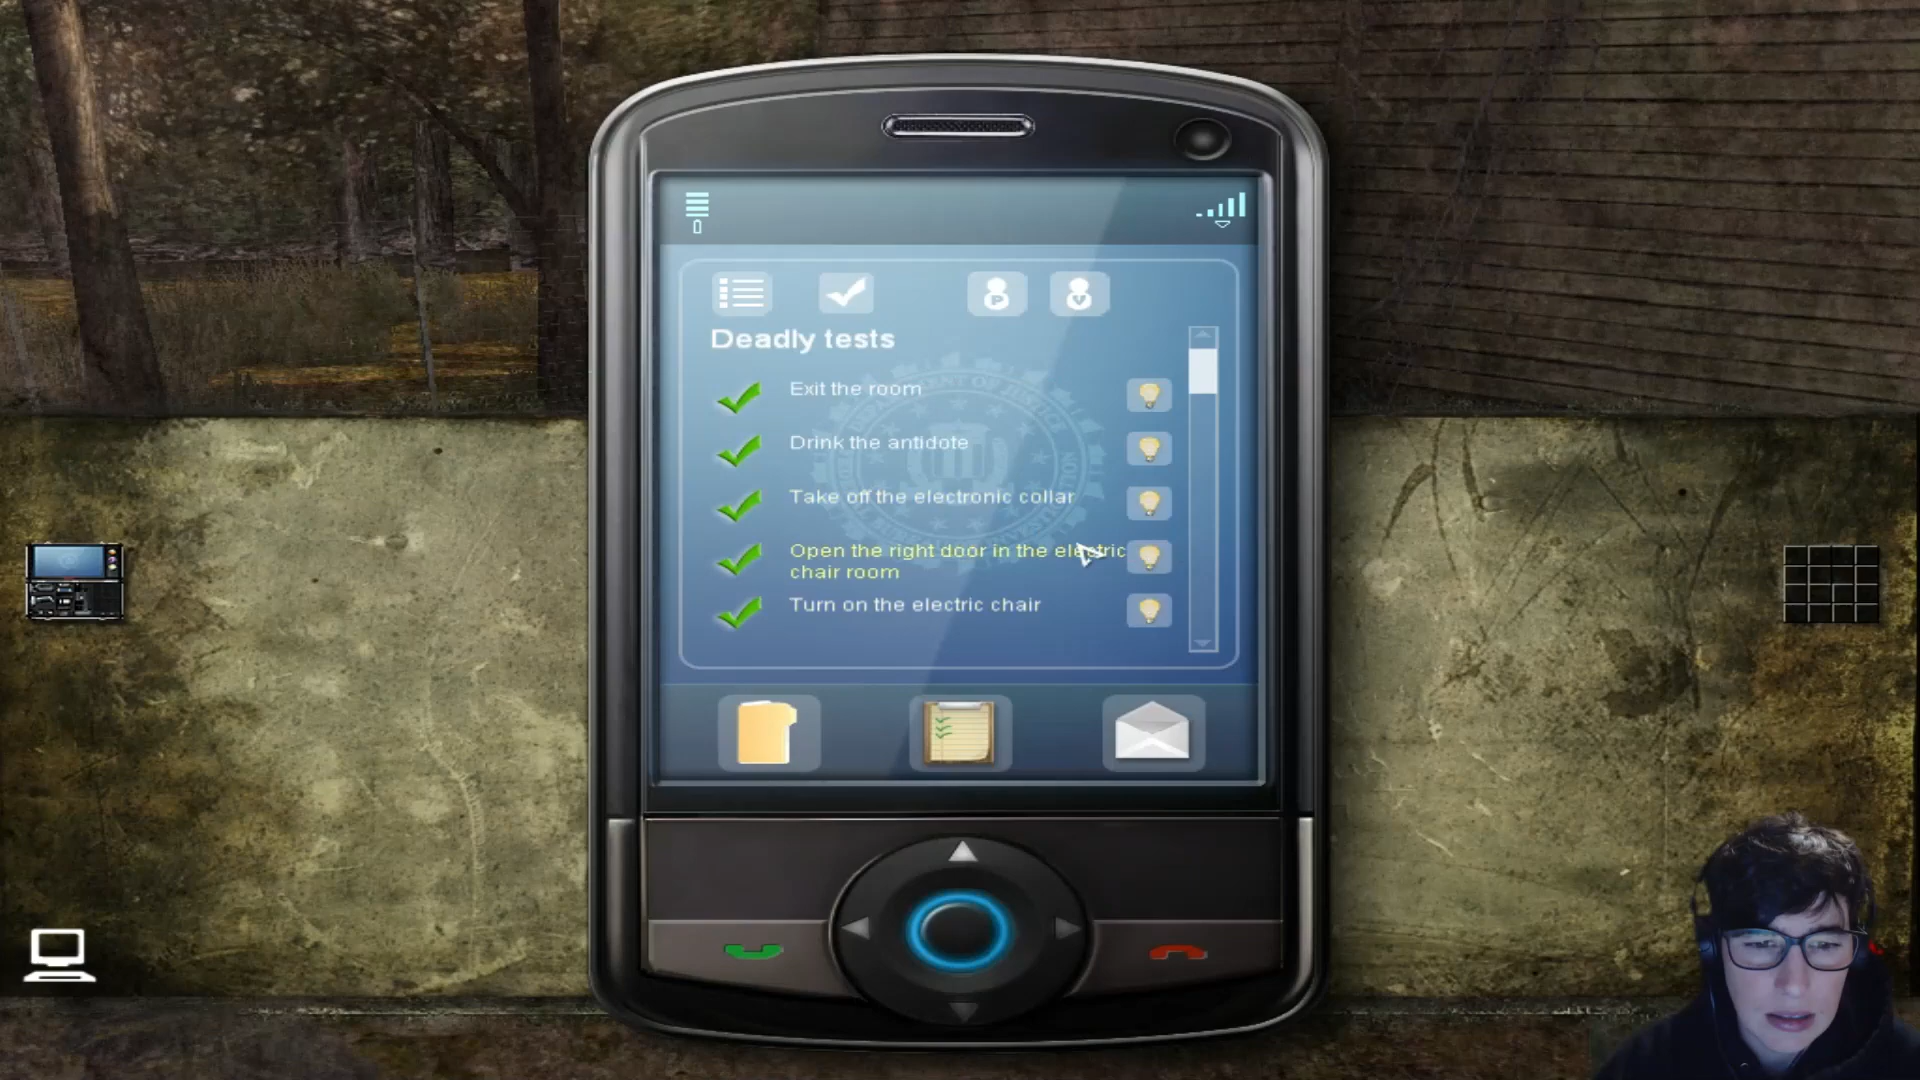 Deadly tests
Exit the room
Drink the antidote
Take off the electronic collar
Open the right door in the electric
chair room
Turn on the electric chair
P
V